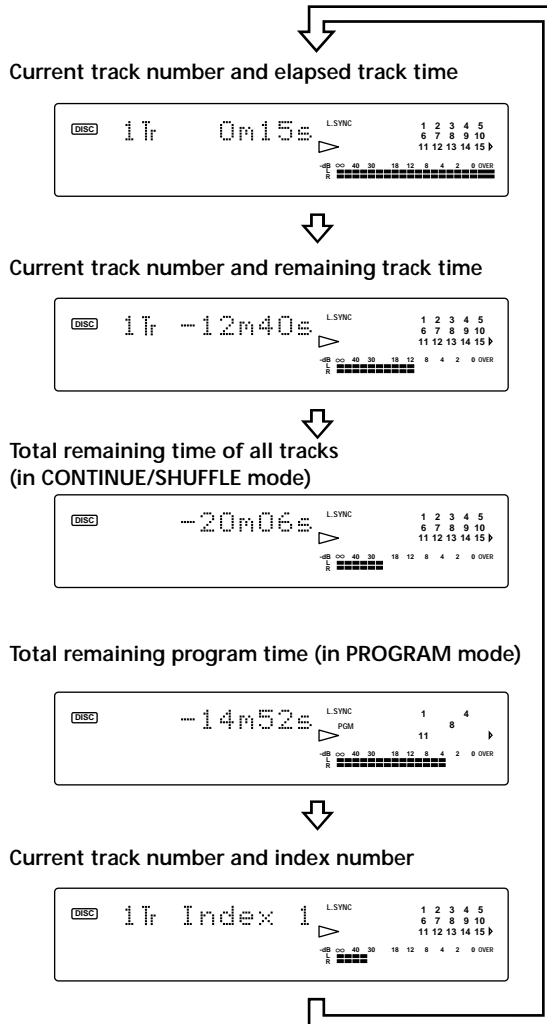 Current track number and elapsed track time
DISC 1Tr 0m15s L.SYNC 1 2 3 4 5
6 7 8 9 10
11 12 13 14 15
-dB ∞ 40 30 18 12 8 4 2 0 OVER
L
R
Current track number and remaining track time
DISC 1Tr -12m40s L.SYNC 1 2 3 4 5
6 7 8 9 10
11 12 13 14 15
-dB ∞ 40 30 18 12 8 4 2 0 OVER
L
R
Total remaining time of all tracks
(in CONTINUE/SHUFFLE mode)
DISC -20m06s L.SYNC 1 2 3 4 5
6 7 8 9 10
11 12 13 14 15
-dB ∞ 40 30 18 12 8 4 2 0 OVER
L
R
Total remaining program time (in PROGRAM mode)
DISC -14m52s L.SYNC 1 4
PGM 8
11
-dB ∞ 40 30 18 12 8 4 2 0 OVER
L
R
Current track number and index number
DISC 1Tr Index 1 L.SYNC 1 2 3 4 5
6 7 8 9 10
11 12 13 14 15
-dB ∞ 40 30 18 12 8 4 2 0 OVER
L
R